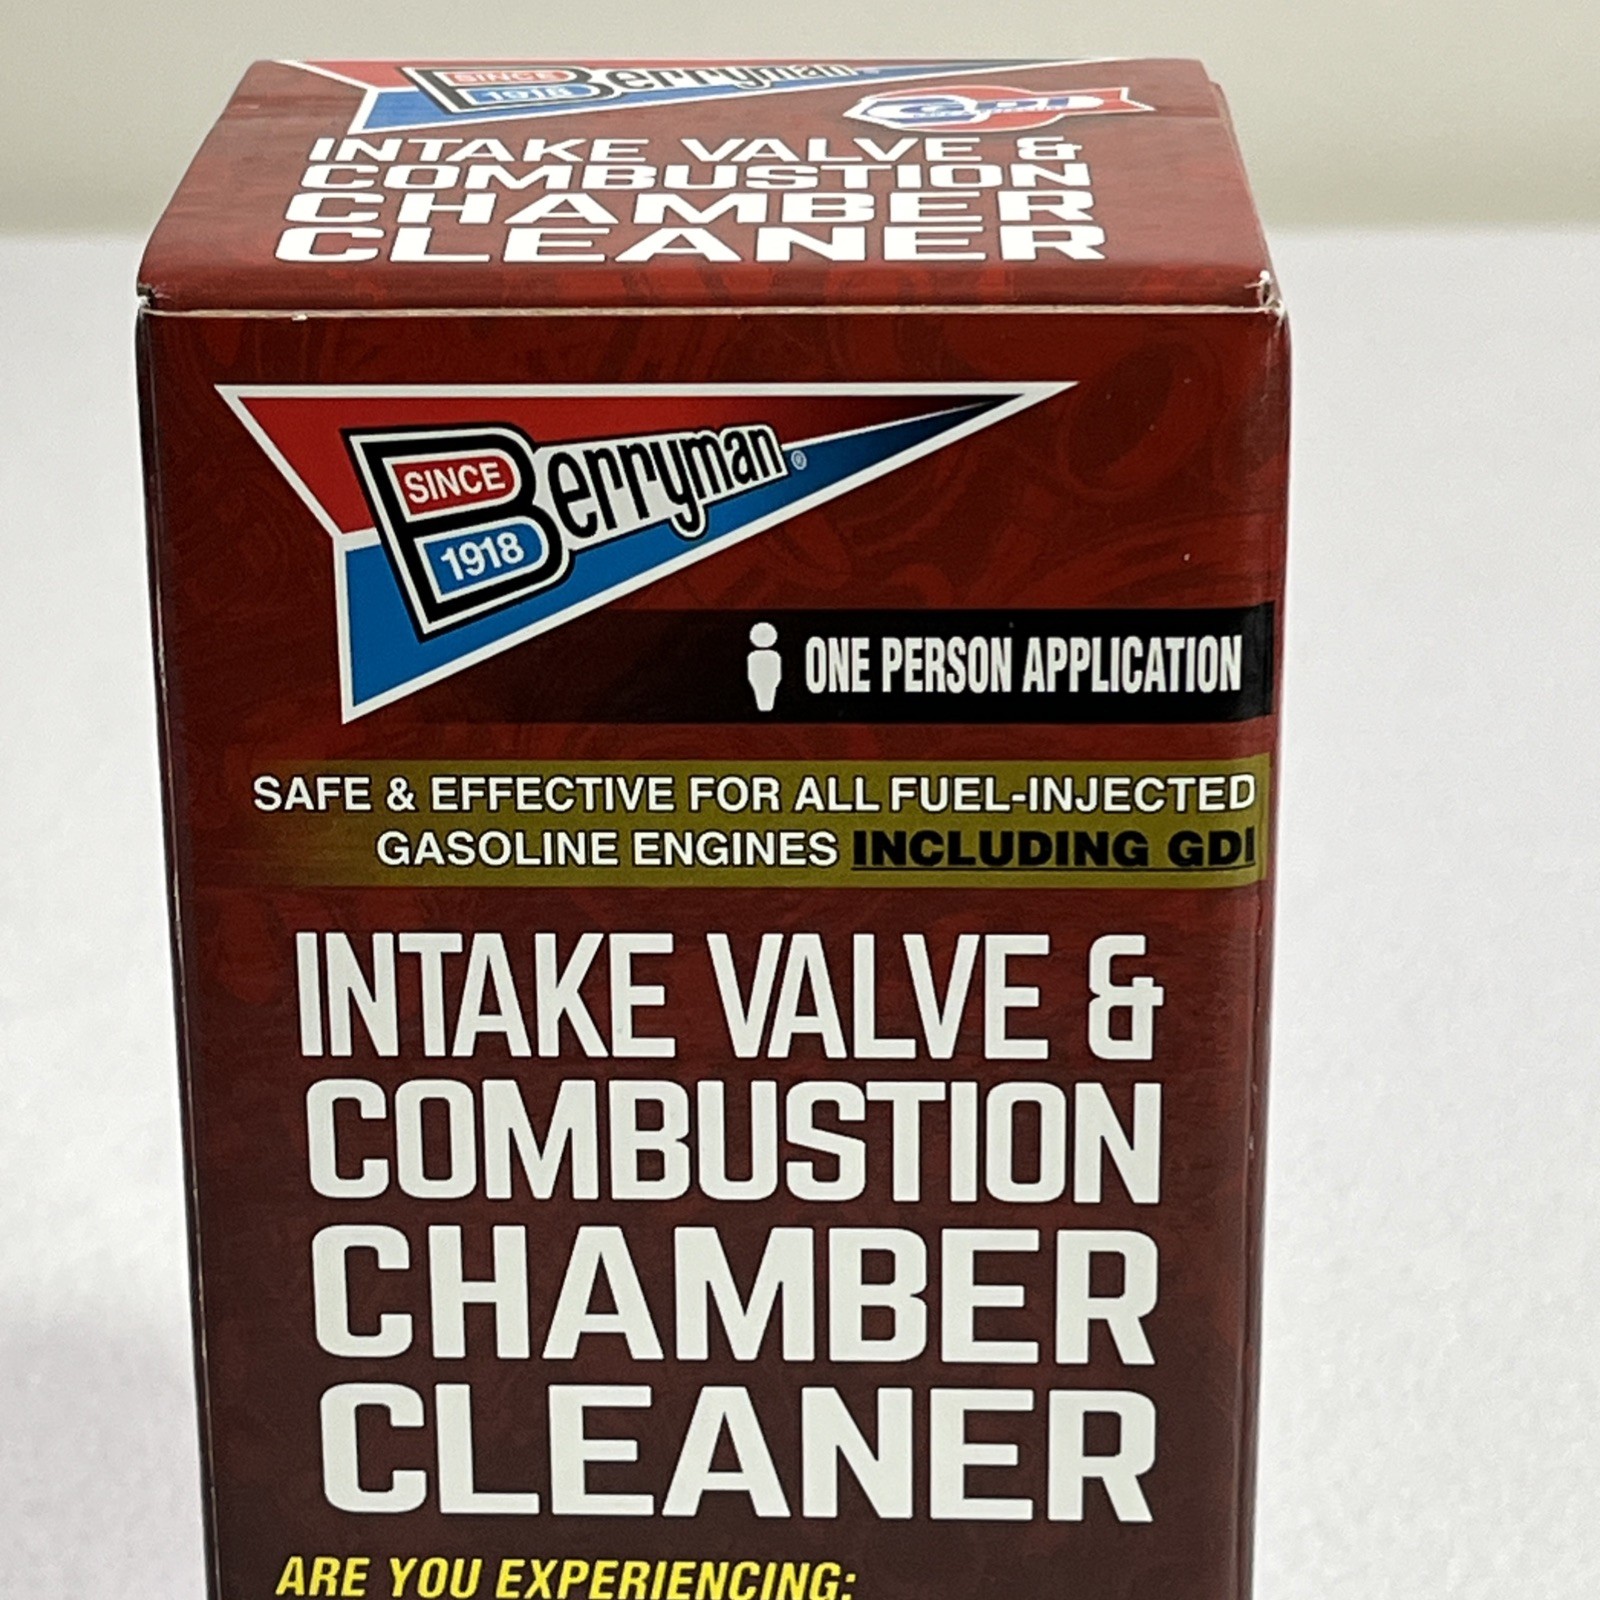 SINCE
1918
Berryman
GDI
INTAKE VALVE &
COMBUSTION
CHAMBER
CLEANER
SINCE
1918
Berryman®
ONE PERSON APPLICATION
SAFE & EFFECTIVE FOR ALL FUEL-INJECTED
GASOLINE ENGINES INCLUDING GDI
INTAKE VALVE &
COMBUSTION
CHAMBER
CLEANER
ARE YOU EXPERIENCING: